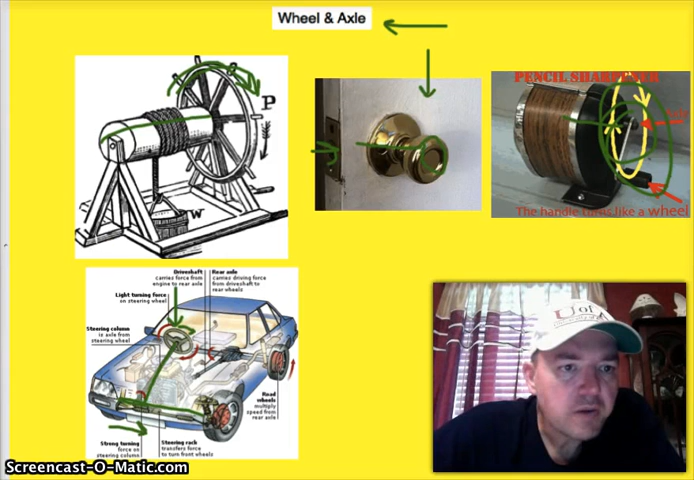 Wheel & Axle
P
W
PENCIL SHARPENER
The handle turns like a wheel
Driveshaft
carries force from
engine to rear axle
Rear axle
carries driving force
from driveshaft to
rear wheels
Light turning force
on steering wheel
Steering column
is axle from
steering wheel
Road
wheels
multiply
speed from
rear axle
Strong turning
force on
steering column
Steering rack
transfers force
to turn front wheels
U of A
Screencast-O-Matic.com